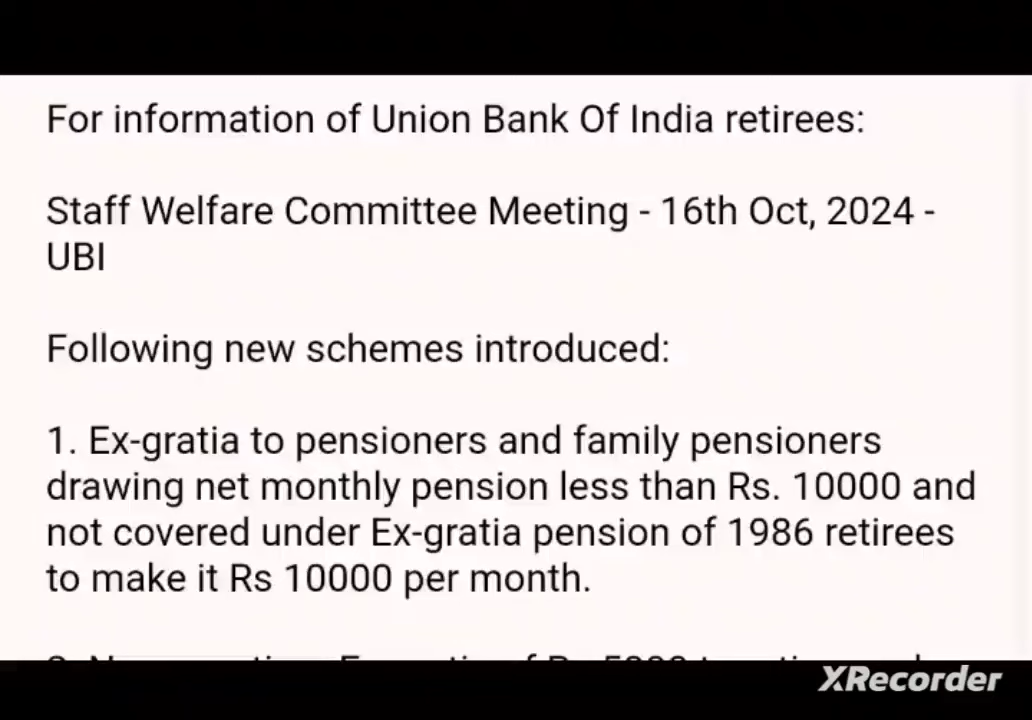 For information of Union Bank Of India retirees:
Staff Welfare Committee Meeting - 16th Oct, 2024 -
UBI
Following new schemes introduced:
1. Ex-gratia to pensioners and family pensioners
drawing net monthly pension less than Rs. 10000 and
not covered under Ex-gratia pension of 1986 retirees
to make it Rs 10000 per month.
XRecorder